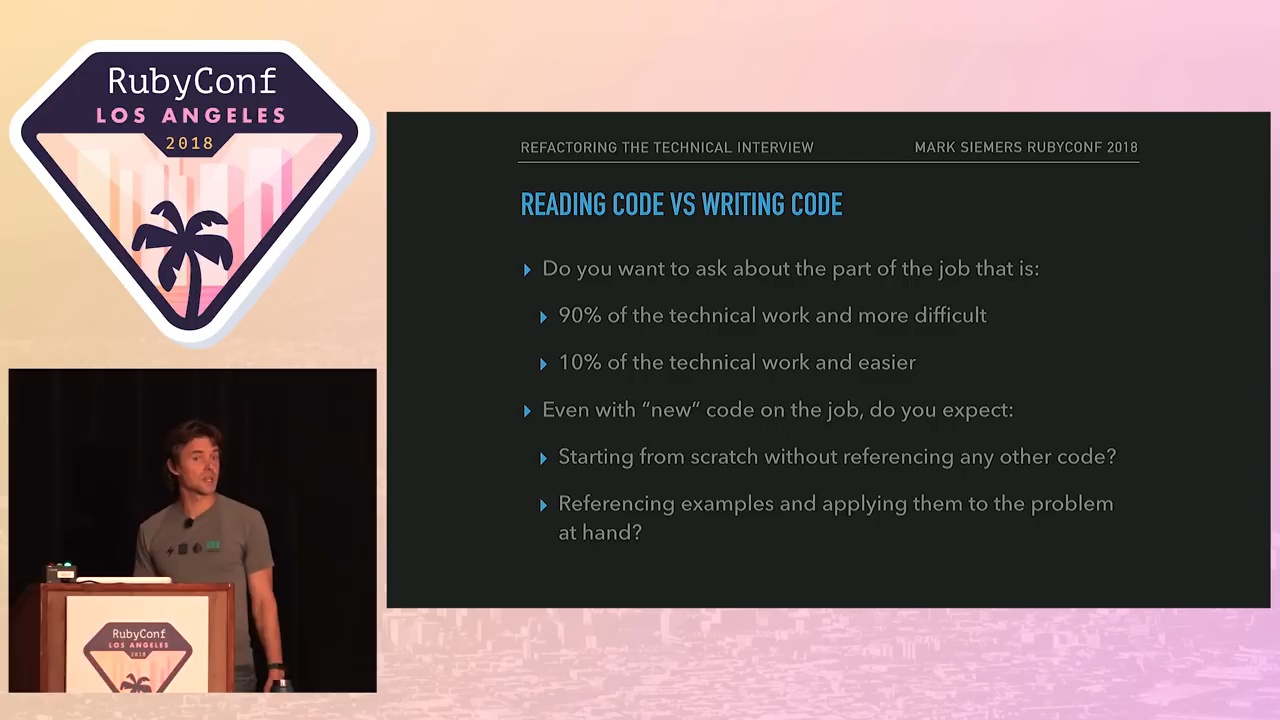 RubyConf
LOS ANGELES
2018
REFACTORING THE TECHNICAL INTERVIEW
MARK SIEMERS RUBYCONF 2018
READING CODE VS WRITING CODE
Do you want to ask about the part of the job that is:
90% of the technical work and more difficult
10% of the technical work and easier
Even with “new” code on the job, do you expect:
Starting from scratch without referencing any other code?
Referencing examples and applying them to the problem
at hand?
RubyConf
LOS ANGELES
2018